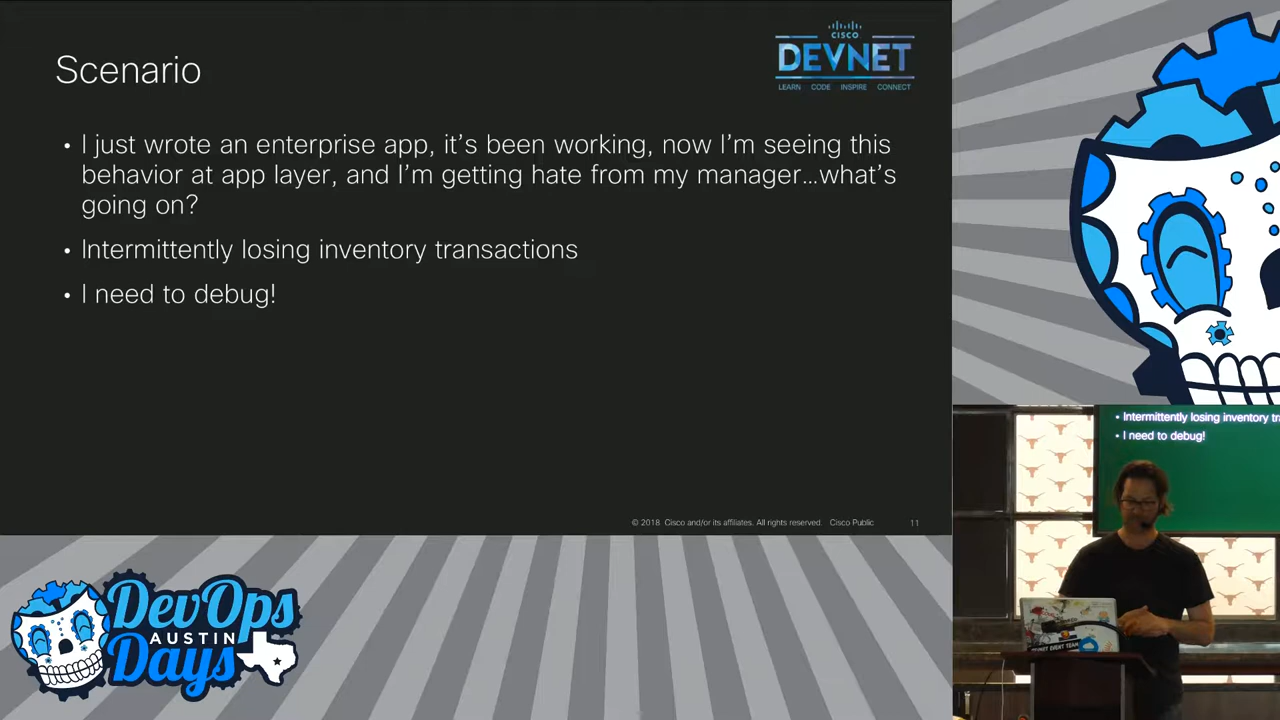 Scenario
CISCO
DEVNET
LEARN CODE INSPIRE CONNECT
• I just wrote an enterprise app, it's been working, now I'm seeing this
behavior at app layer, and I'm getting hate from my manager...what's
going on?
• Intermittently losing inventory transactions
• I need to debug!
© 2018 Cisco and/or its affiliates. All rights reserved. Cisco Public 11
• Intermittently losing inventory tr
• I need to debug!
DEVNET EVENT TEAM
DevOps
AUSTIN
Days